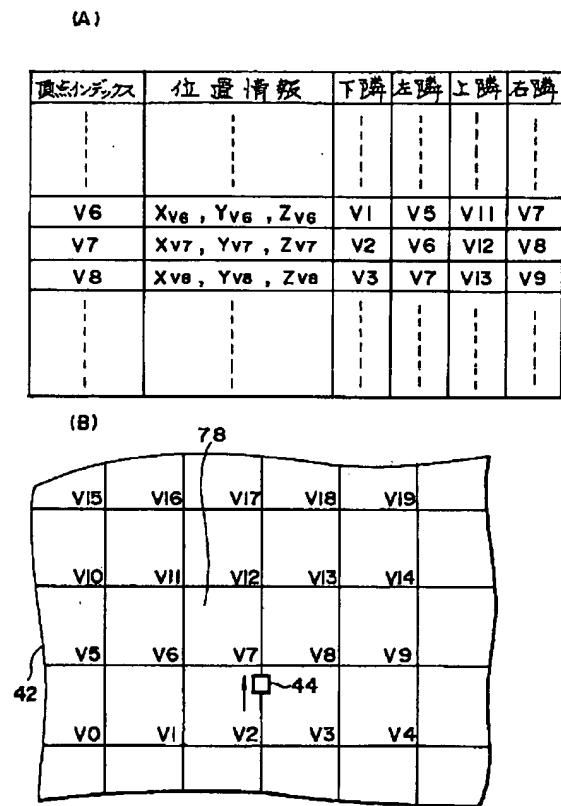 (A)
頂点インデックス 位置情報 下隣 左隣 上隣 右隣
V6 XV6 , YV6 , ZV6 V1 V5 V11 V7
V7 XV7 , YV7 , ZV7 V2 V6 V12 V8
V8 XV8 , YV8 , ZV8 V3 V7 V13 V9
(B)
78
V15 V16 V17 V18 V19
V10 V11 V12 V13 V14
V5 V6 V7 V8 V9
42
44
V0 V1 V2 V3 V4